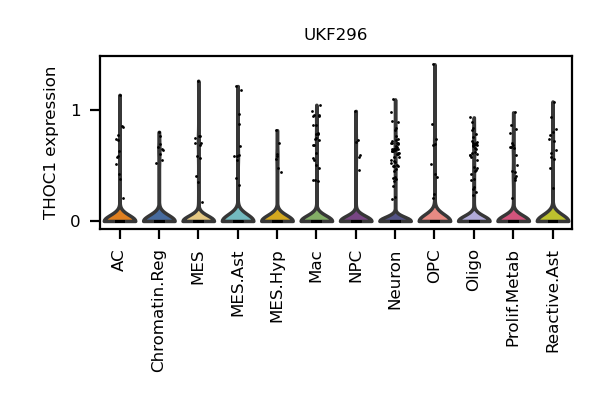 UKF296
THOC1 expression
1
0
AC
Chromatin.Reg
MES
MES.Ast
MES.Hyp
Mac
NPC
Neuron
OPC
Oligo
Prolif.Metab
Reactive.Ast